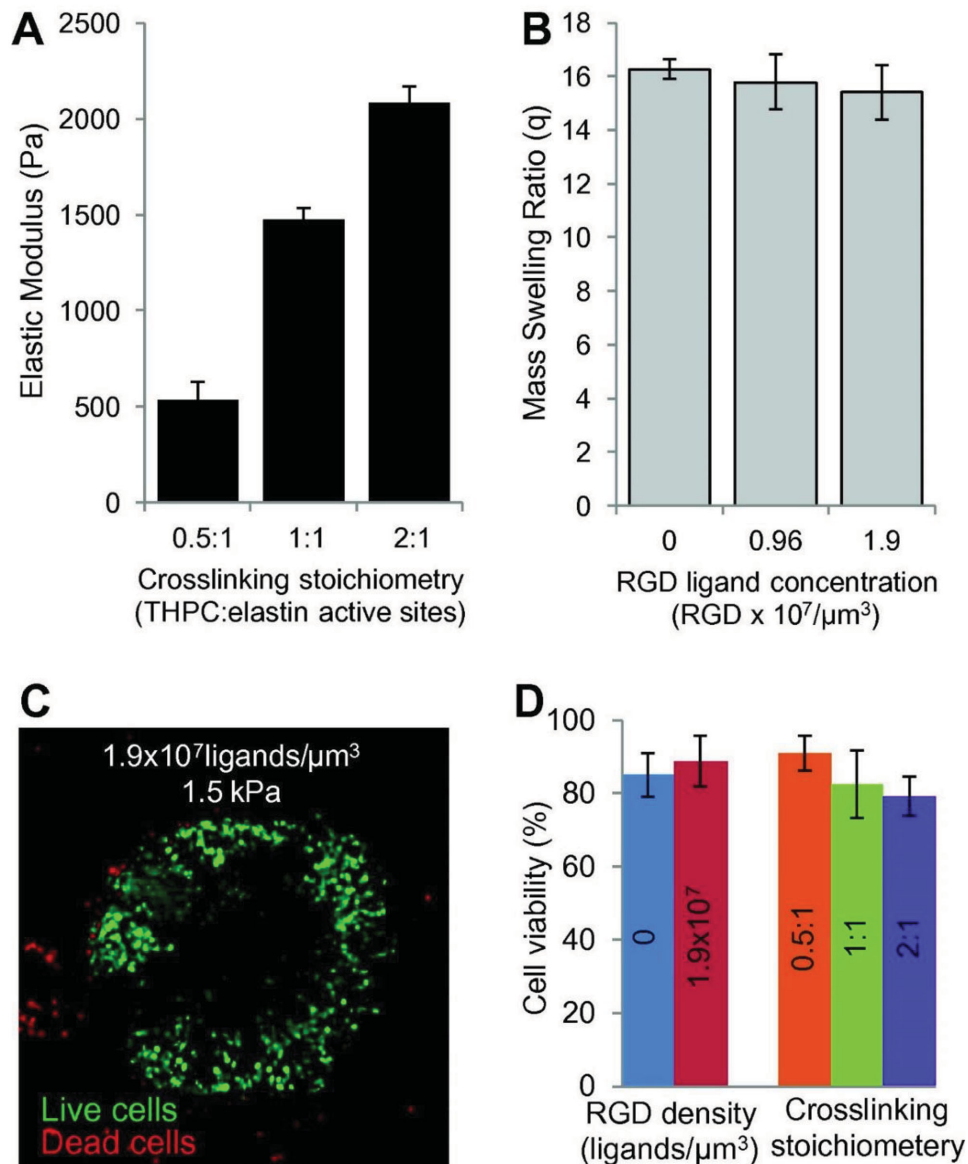 A
Elastic Modulus (Pa)
2500
2000
1500
1000
500
0
0.5:1 1:1 2:1
Crosslinking stoichiometry
(THPC:elastin active sites)
B
Mass Swelling Ratio (q)
18
16
14
12
10
8
6
4
2
0
0 0.96 1.9
RGD ligand concentration
(RGD x 10⁷/µm³)
C
1.9x10⁷ligands/µm³
1.5 kPa
Live cells
Dead cells
D
Cell viability (%)
100
80
60
40
20
0
0
1.9x10⁷
0.5:1
1:1
2:1
RGD density
(ligands/µm³)
Crosslinking
stoichiometery